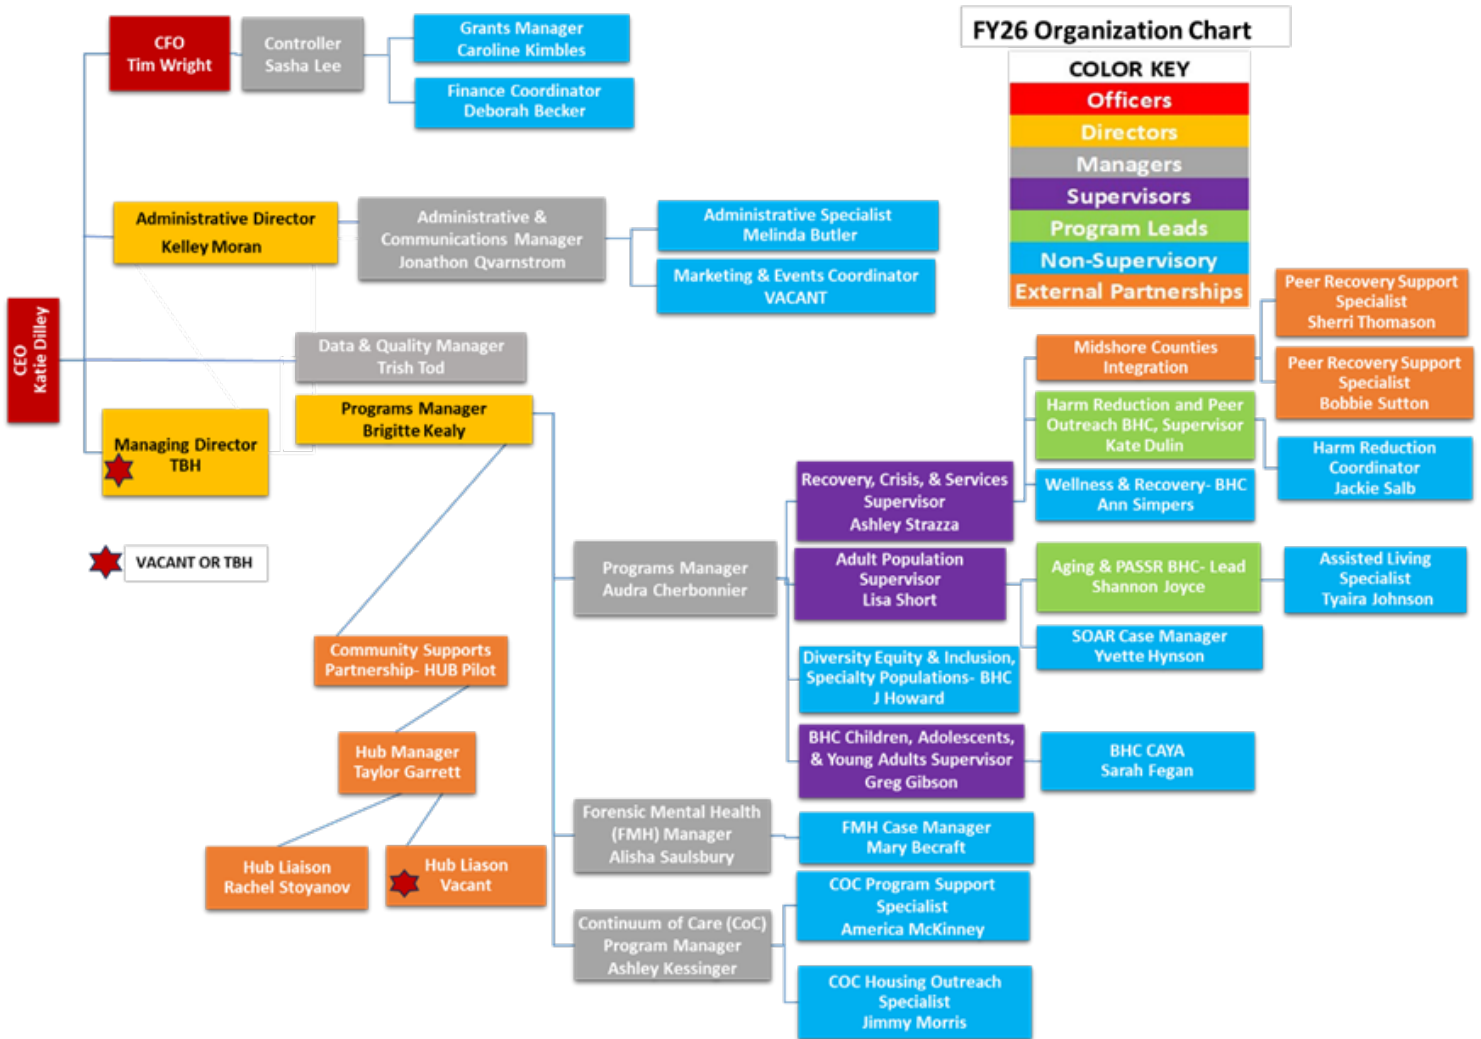 FY26 Organization Chart
COLOR KEY
Officers
Directors
Managers
Supervisors
Program Leads
Non-Supervisory
External Partnerships
CEO
Katie Dilley
CFO
Tim Wright
Controller
Sasha Lee
Grants Manager
Caroline Kimbles
Finance Coordinator
Deborah Becker
Administrative Director
Kelley Moran
Administrative &
Communications Manager
Jonathon Qvarnstrom
Administrative Specialist
Melinda Butler
Marketing & Events Coordinator
VACANT
Data & Quality Manager
Trish Tod
Programs Manager
Brigitte Kealy
Managing Director
TBH
VACANT OR TBH
Community Supports
Partnership- HUB Pilot
Hub Manager
Taylor Garrett
Hub Liaison
Rachel Stoyanov
Hub Liason
Vacant
Programs Manager
Audra Cherbonnier
Recovery, Crisis, & Services
Supervisor
Ashley Strazza
Midshore Counties
Integration
Peer Recovery Support
Specialist
Sherri Thomason
Peer Recovery Support
Specialist
Bobbie Sutton
Harm Reduction and Peer
Outreach BHC, Supervisor
Kate Dulin
Harm Reduction
Coordinator
Jackie Salb
Wellness & Recovery- BHC
Ann Simpers
Adult Population
Supervisor
Lisa Short
Aging & PASSR BHC- Lead
Shannon Joyce
Assisted Living
Specialist
Tyaira Johnson
SOAR Case Manager
Yvette Hynson
Diversity Equity & Inclusion,
Specialty Populations- BHC
J Howard
BHC Children, Adolescents,
& Young Adults Supervisor
Greg Gibson
BHC CAYA
Sarah Fegan
Forensic Mental Health
(FMH) Manager
Alisha Saulsbury
FMH Case Manager
Mary Becraft
Continuum of Care (CoC)
Program Manager
Ashley Kessinger
COC Program Support
Specialist
America McKinney
COC Housing Outreach
Specialist
Jimmy Morris